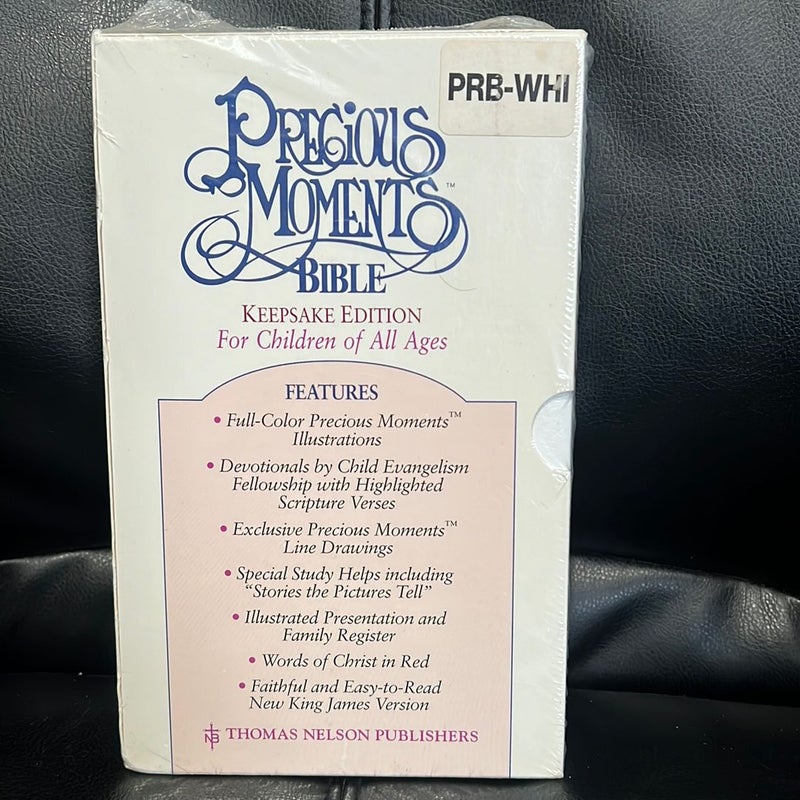 PRB-WHI
PRECIOUS
MOMENTS™
BIBLE
KEEPSAKE EDITION
For Children of All Ages
FEATURES
• Full-Color Precious Moments™
Illustrations
• Devotionals by Child Evangelism
Fellowship with Highlighted
Scripture Verses
• Exclusive Precious Moments™
Line Drawings
• Special Study Helps including
"Stories the Pictures Tell"
• Illustrated Presentation and
Family Register
• Words of Christ in Red
• Faithful and Easy-to-Read
New King James Version
TNB THOMAS NELSON PUBLISHERS